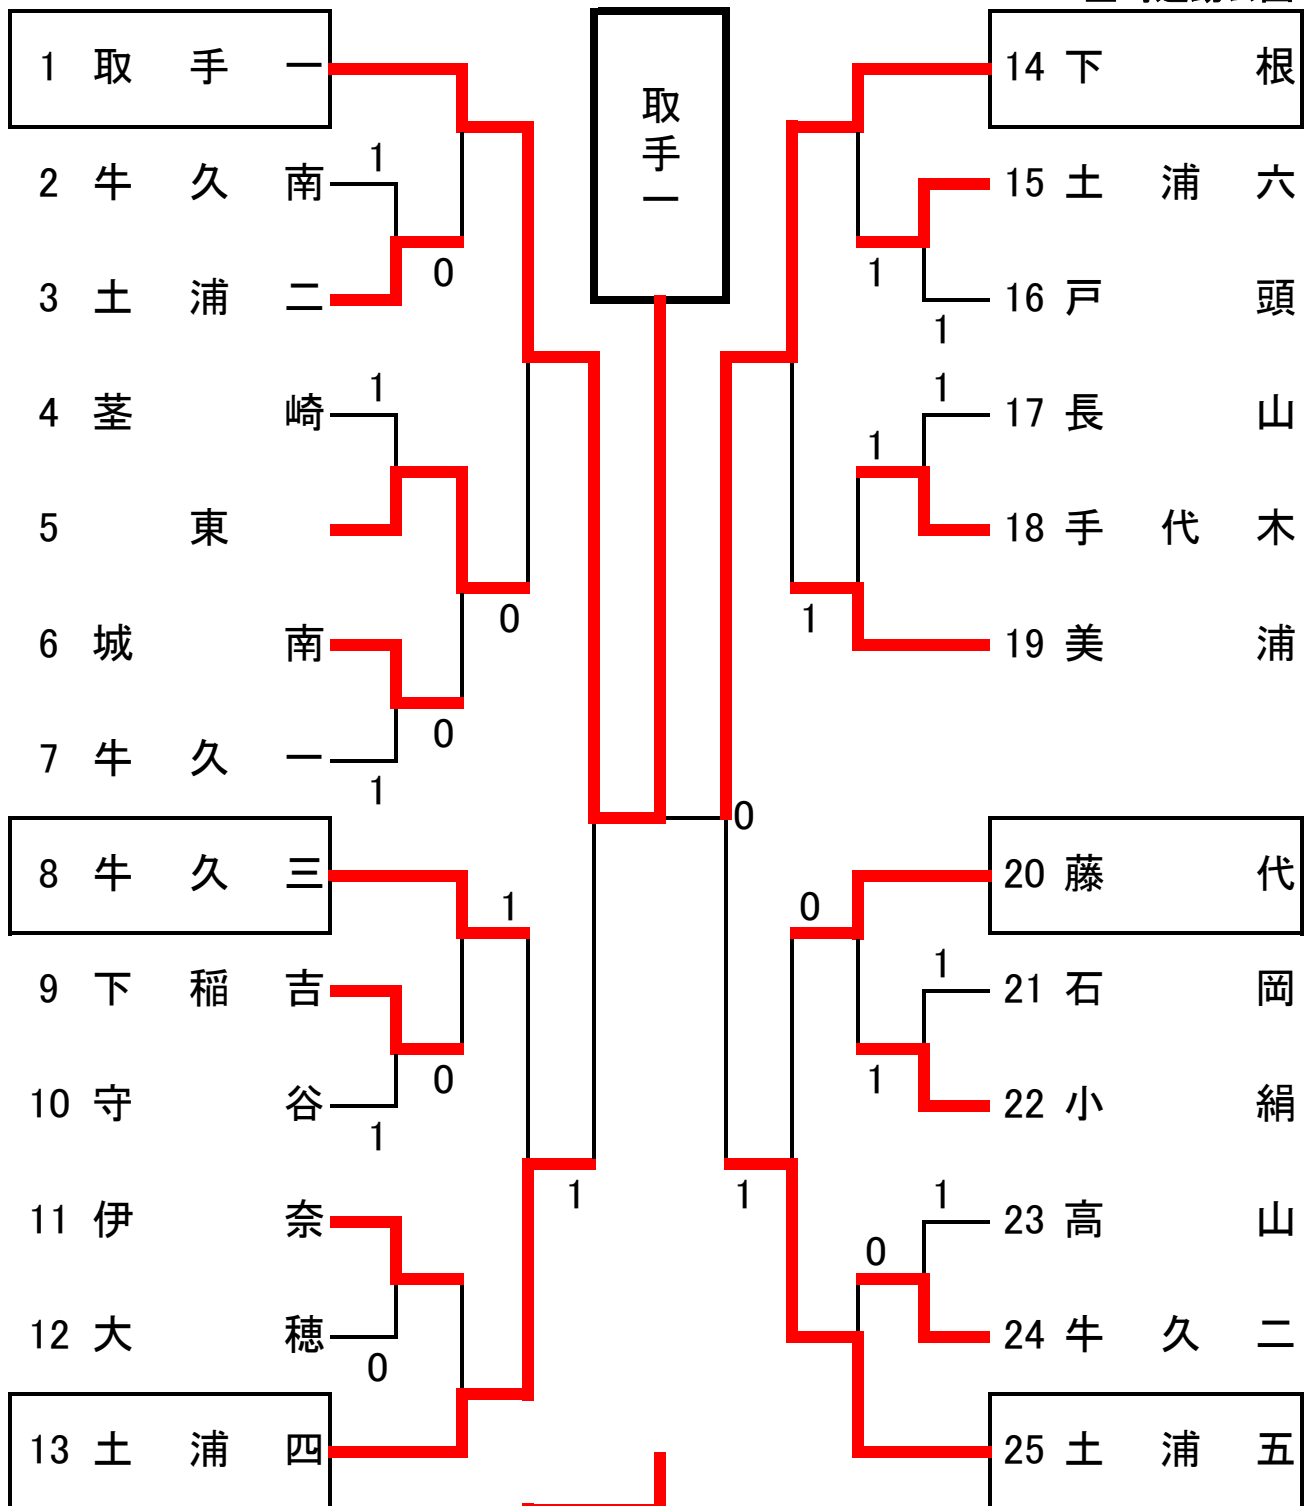 取手一
1 取手一
2 牛久南
1
3 土浦二
0
4 茎崎
1
5 東
6 城南
0
7 牛久一
0
1
8 牛久三
1
9 下稲吉
10 守谷
0
1
11 伊奈
1
12 大穂
0
13 土浦四
14 下根
15 土浦六
1
16 戸頭
1
17 長山
1
1
18 手代木
19 美浦
1
0
20 藤代
0
21 石岡
1
22 小絹
1
23 高山
1
1
0
24 牛久二
25 土浦五